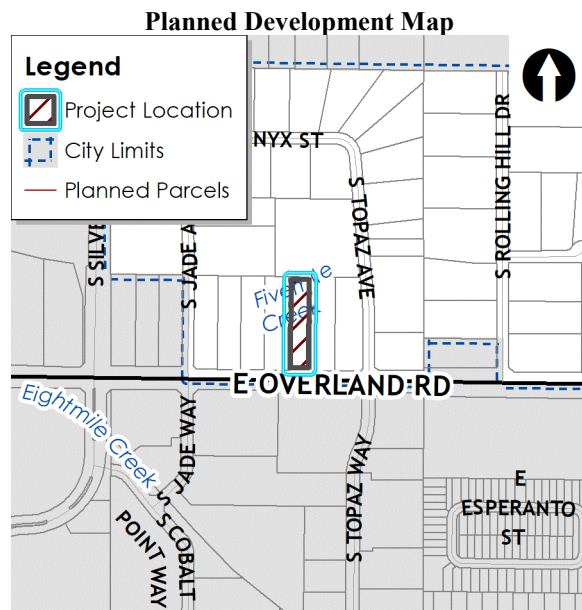 Planned Development Map
Legend
Project Location
City Limits
Planned Parcels
NYX ST
S TOPAZ AVE
S ROLLING HILL DR
S SILVE
S JADE A
Fivemile
Creek
E OVERLAND RD
Eightmile Creek
S JADE WAY
S COBALT
POINT WAY
S TOPAZ WAY
E
ESPERANTO
ST